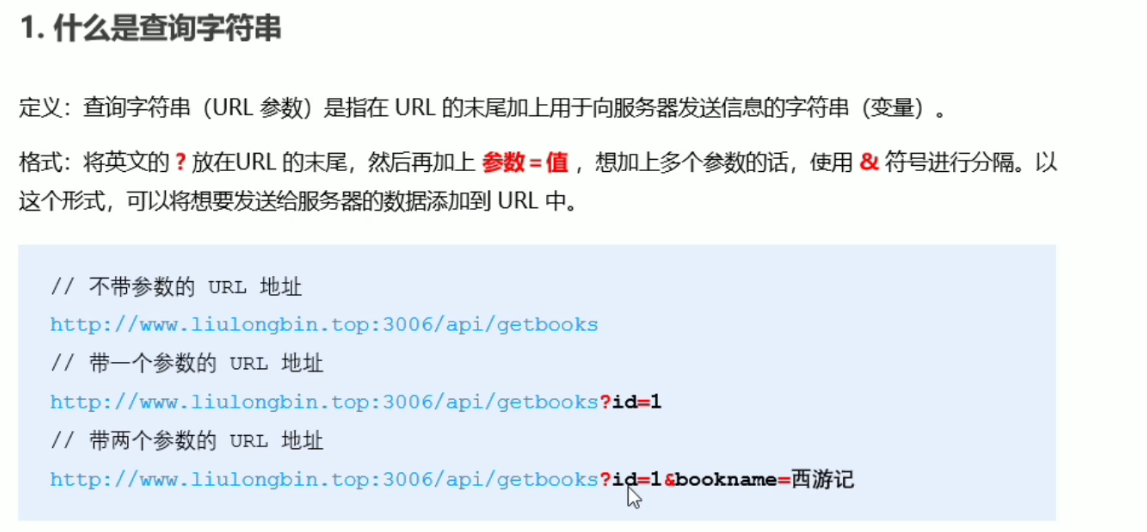 1. 什么是查询字符串
定义：查询字符串（URL 参数）是指在 URL 的末尾加上用于向服务器发送信息的字符串（变量）。
格式：将英文的 ? 放在URL 的末尾，然后再加上 参数=值 ，想加上多个参数的话，使用 & 符号进行分隔。以
这个形式，可以将想要发送给服务器的数据添加到 URL 中。
// 不带参数的 URL 地址
http://www.liulongbin.top:3006/api/getbooks
// 带一个参数的 URL 地址
http://www.liulongbin.top:3006/api/getbooks?id=1
// 带两个参数的 URL 地址
http://www.liulongbin.top:3006/api/getbooks?id=1&bookname=西游记